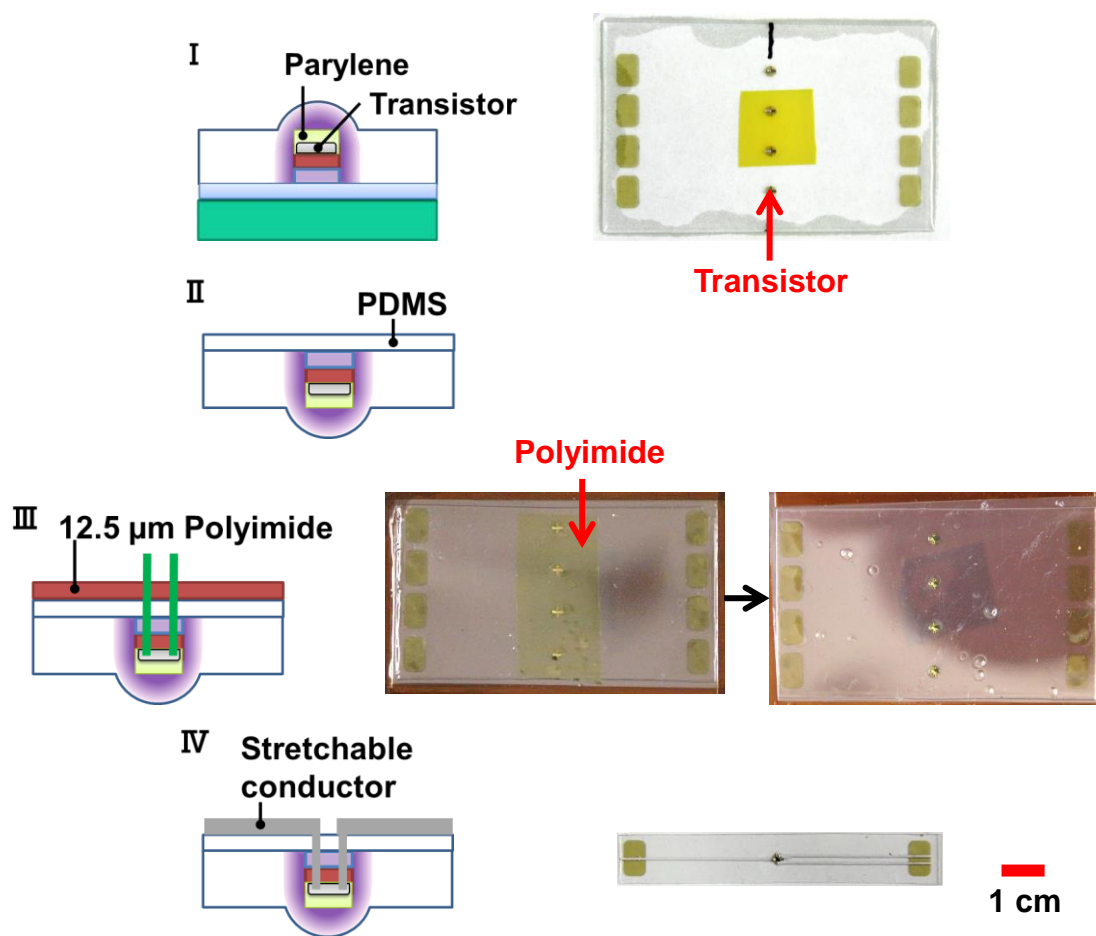 Ⅰ
Parylene
Transistor
Transistor
Ⅱ
PDMS
Polyimide
Ⅲ
12.5 μm Polyimide
Ⅳ
Stretchable
conductor
1 cm